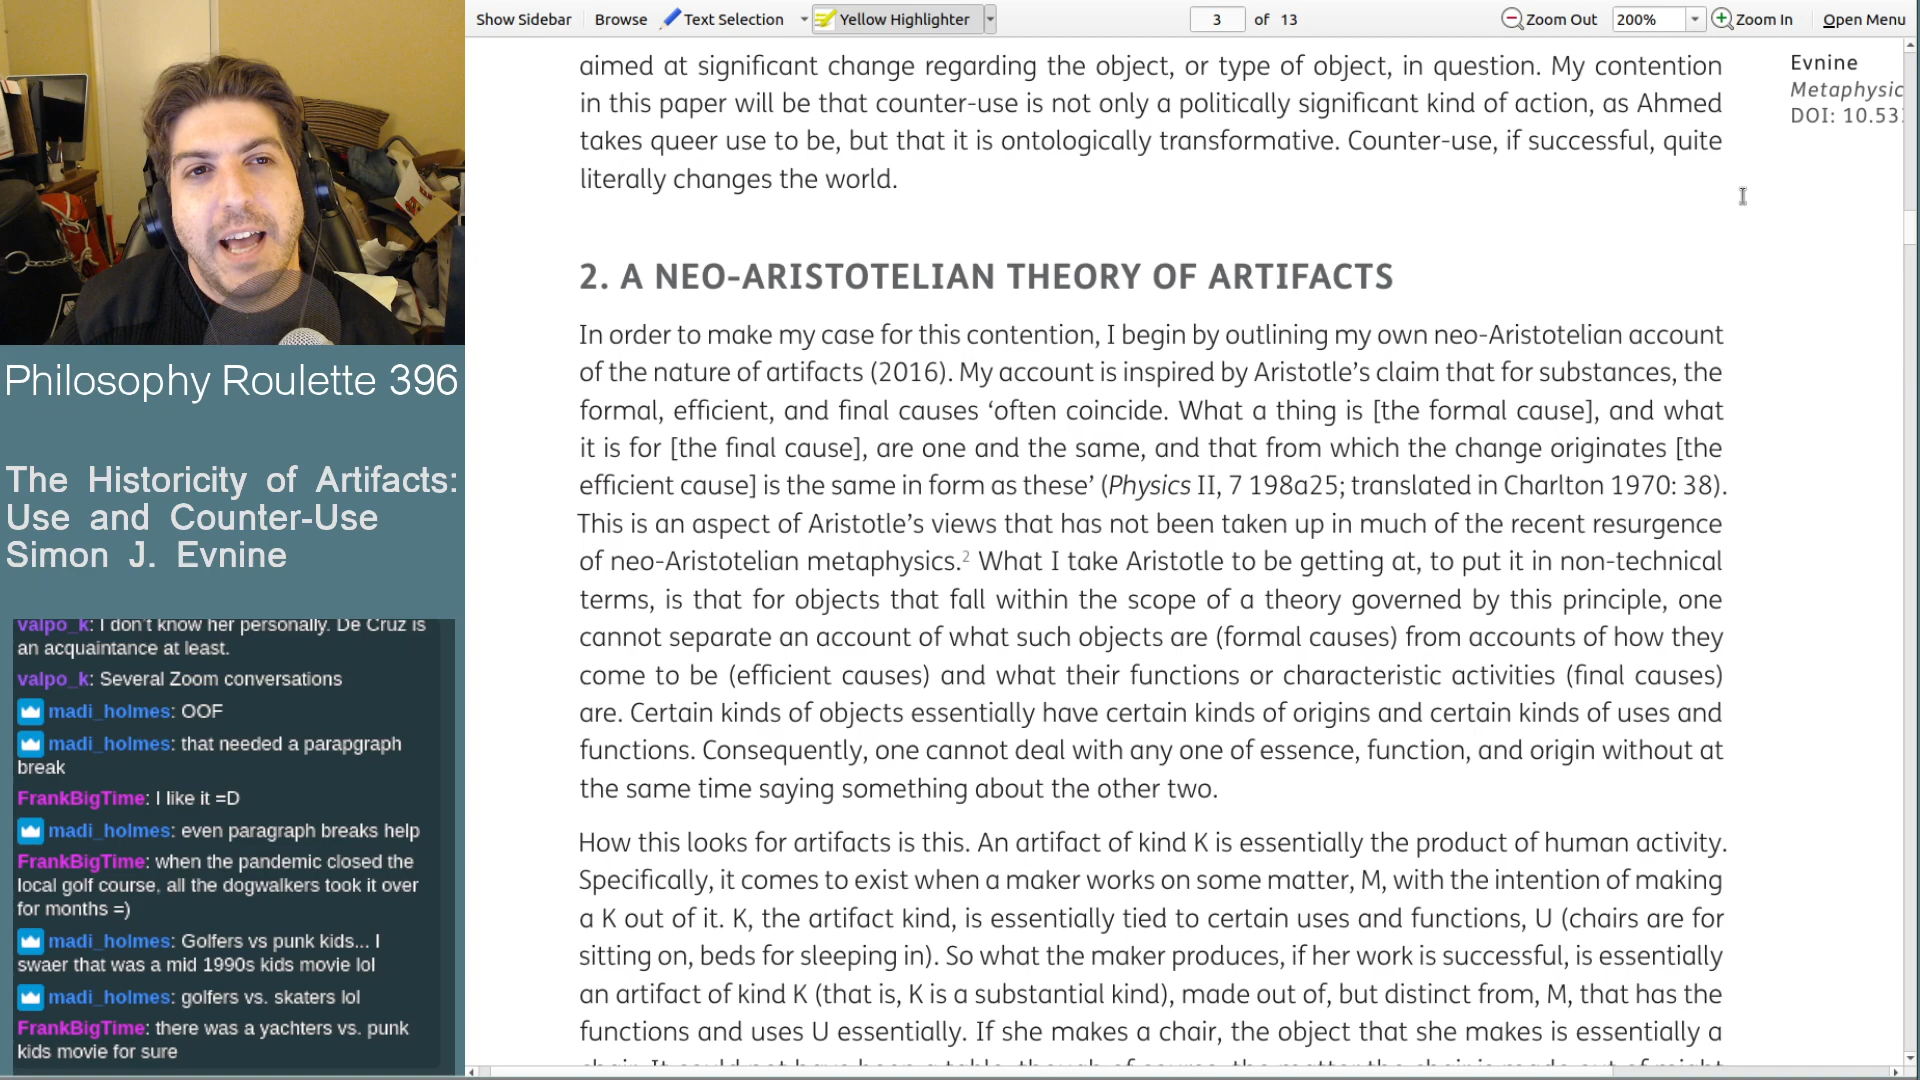 Show Sidebar Browse Text Selection Yellow Highlighter 3 of 13 Zoom Out 200% Zoom In Open Menu
aimed at significant change regarding the object, or type of object, in question. My contention
in this paper will be that counter-use is not only a politically significant kind of action, as Ahmed
takes queer use to be, but that it is ontologically transformative. Counter-use, if successful, quite
literally changes the world.
Evnine
Metaphysic
DOI: 10.53
2. A NEO-ARISTOTELIAN THEORY OF ARTIFACTS
In order to make my case for this contention, I begin by outlining my own neo-Aristotelian account
of the nature of artifacts (2016). My account is inspired by Aristotle’s claim that for substances, the
formal, efficient, and final causes ‘often coincide. What a thing is [the formal cause], and what
it is for [the final cause], are one and the same, and that from which the change originates [the
efficient cause] is the same in form as these’ (Physics II, 7 198a25; translated in Charlton 1970: 38).
This is an aspect of Aristotle’s views that has not been taken up in much of the recent resurgence
of neo-Aristotelian metaphysics.2 What I take Aristotle to be getting at, to put it in non-technical
terms, is that for objects that fall within the scope of a theory governed by this principle, one
cannot separate an account of what such objects are (formal causes) from accounts of how they
come to be (efficient causes) and what their functions or characteristic activities (final causes)
are. Certain kinds of objects essentially have certain kinds of origins and certain kinds of uses and
functions. Consequently, one cannot deal with any one of essence, function, and origin without at
the same time saying something about the other two.
How this looks for artifacts is this. An artifact of kind K is essentially the product of human activity.
Specifically, it comes to exist when a maker works on some matter, M, with the intention of making
a K out of it. K, the artifact kind, is essentially tied to certain uses and functions, U (chairs are for
sitting on, beds for sleeping in). So what the maker produces, if her work is successful, is essentially
an artifact of kind K (that is, K is a substantial kind), made out of, but distinct from, M, that has the
functions and uses U essentially. If she makes a chair, the object that she makes is essentially a
Philosophy Roulette 396
The Historicity of Artifacts:
Use and Counter-Use
Simon J. Evnine
valpo_k: I don't know her personally. De Cruz is
an acquaintance at least.
valpo_k: Several Zoom conversations
madi_holmes: OOF
madi_holmes: that needed a parapgraph
break
FrankBigTime: I like it =D
madi_holmes: even paragraph breaks help
FrankBigTime: when the pandemic closed the
local golf course, all the dogwalkers took it over
for months =)
madi_holmes: Golfers vs punk kids... I
swaer that was a mid 1990s kids movie lol
madi_holmes: golfers vs. skaters lol
FrankBigTime: there was a yachters vs. punk
kids movie for sure